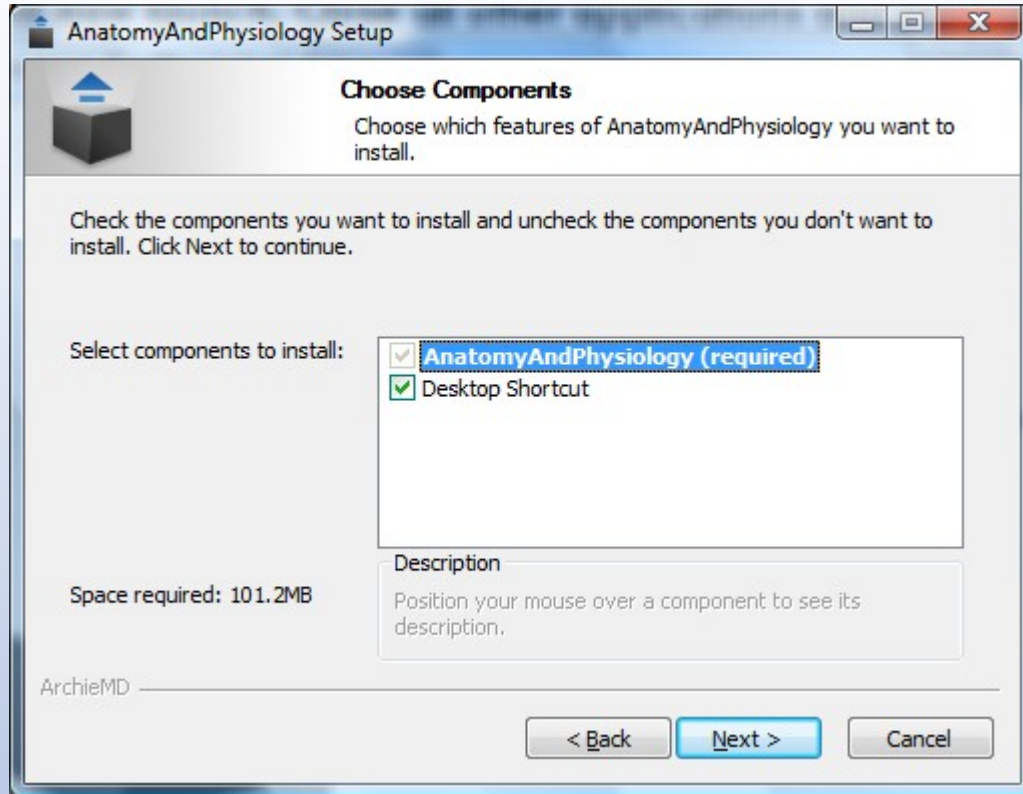 AnatomyAndPhysiology Setup
Choose Components
Choose which features of AnatomyAndPhysiology you want to
install.
Check the components you want to install and uncheck the components you don't want to
install. Click Next to continue.
Select components to install:
AnatomyAndPhysiology (required)
Desktop Shortcut
Space required: 101.2MB
Description
Position your mouse over a component to see its
description.
ArchieMD
< Back
Next >
Cancel